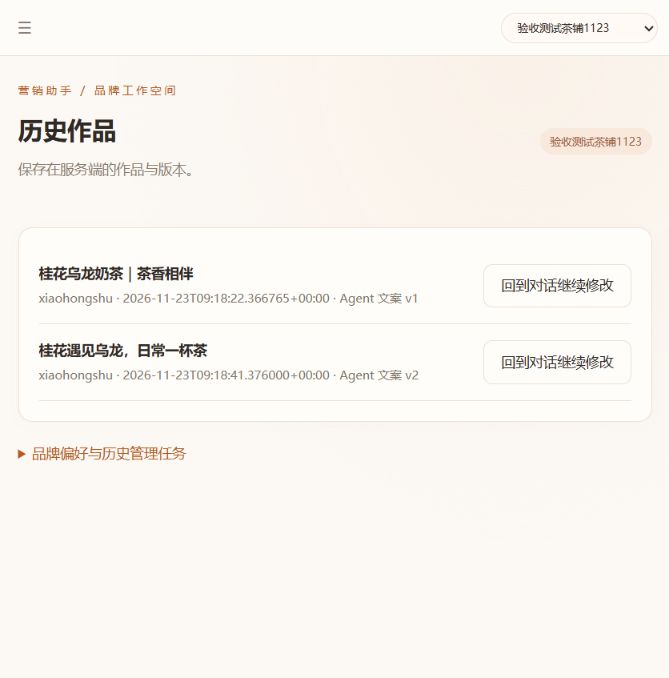 ☰
验收测试茶铺1123
营销助手 / 品牌工作空间
历史作品
验收测试茶铺1123
保存在服务端的作品与版本。
桂花乌龙奶茶｜茶香相伴
xiaohongshu · 2026-11-23T09:18:22.366765+00:00 · Agent 文案 v1
回到对话继续修改
桂花遇见乌龙，日常一杯茶
xiaohongshu · 2026-11-23T09:18:41.376000+00:00 · Agent 文案 v2
回到对话继续修改
▶ 品牌偏好与历史管理任务